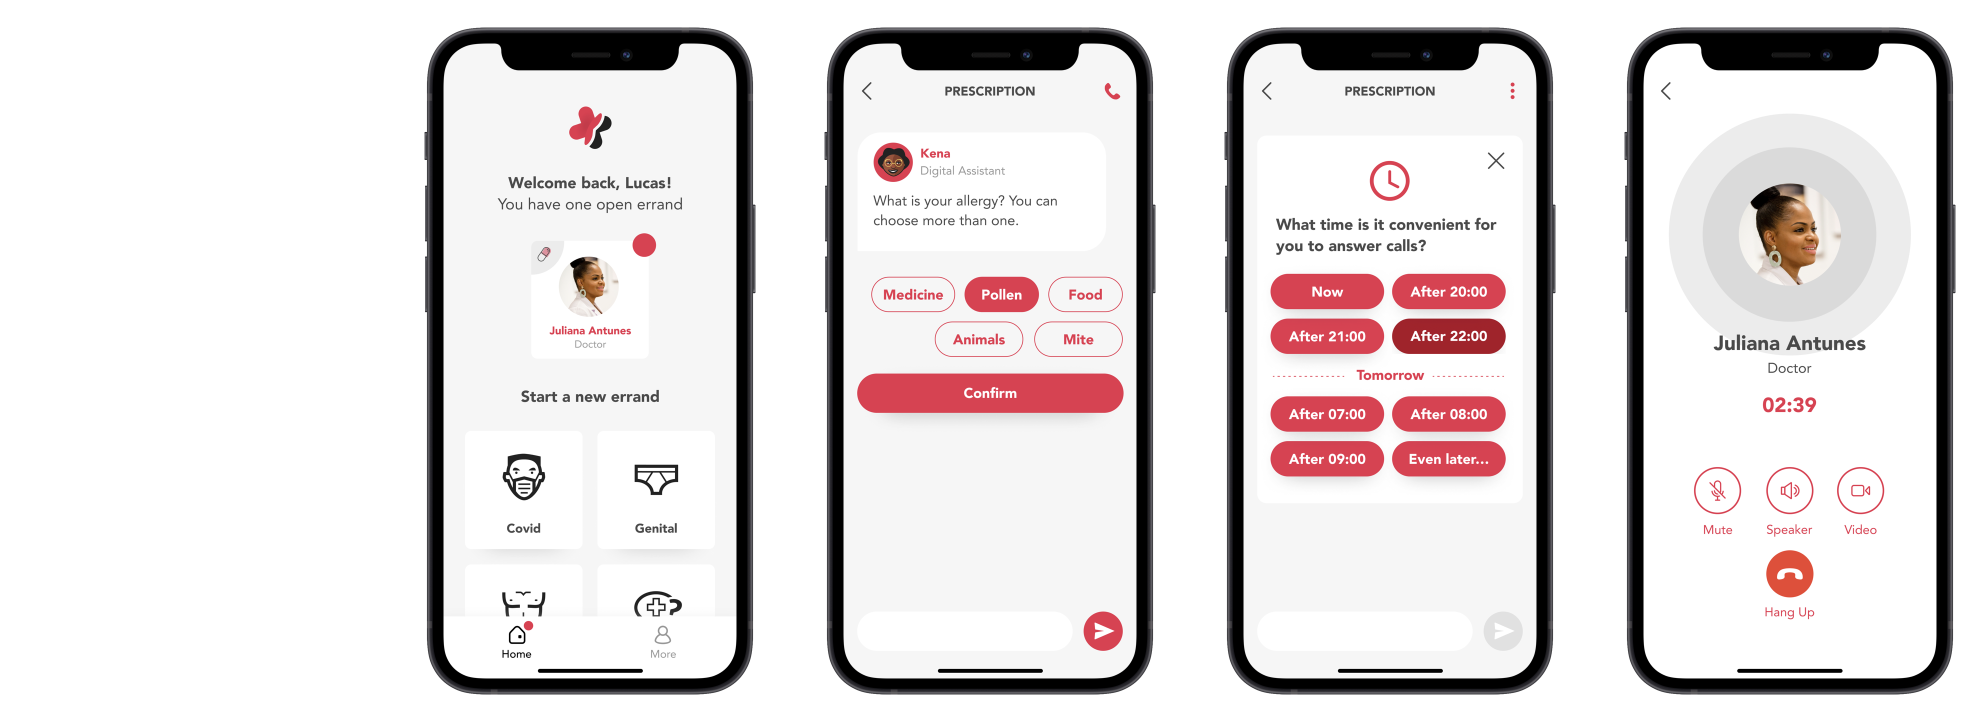 Welcome back, Lucas!
You have one open errand
Juliana Antunes
Doctor
Start a new errand
Covid
Genital
Home
More
PRESCRIPTION
Kena
Digital Assistant
What is your allergy? You can
choose more than one.
Medicine
Pollen
Food
Animals
Mite
Confirm
PRESCRIPTION
What time is it convenient for
you to answer calls?
Now
After 20:00
After 21:00
After 22:00
Tomorrow
After 07:00
After 08:00
After 09:00
Even later...
Juliana Antunes
Doctor
02:39
Mute
Speaker
Video
Hang Up